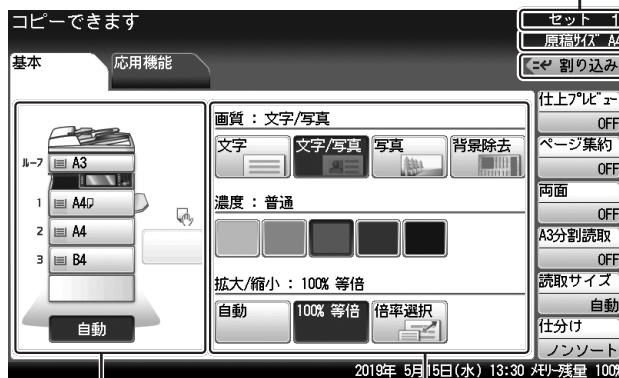 コピーできます
セット 1
原稿ｻｲｽﾞ A4
割り込み
基本
応用機能
ﾙｰﾌ A3
1 A4
2 A4
3 B4
自動
画質：文字/写真
文字 文字/写真 写真 背景除去
濃度：普通
拡大/縮小：100% 等倍
自動 100% 等倍 倍率選択
仕上ﾌﾟﾚﾋﾞｭｰ
OFF
ページ集約
OFF
両面
OFF
A3分割読取
OFF
読取サイズ
自動
仕分け
ノンソート
2019年 5月15日(水) 13:30 ﾒﾓﾘｰ残量 100%